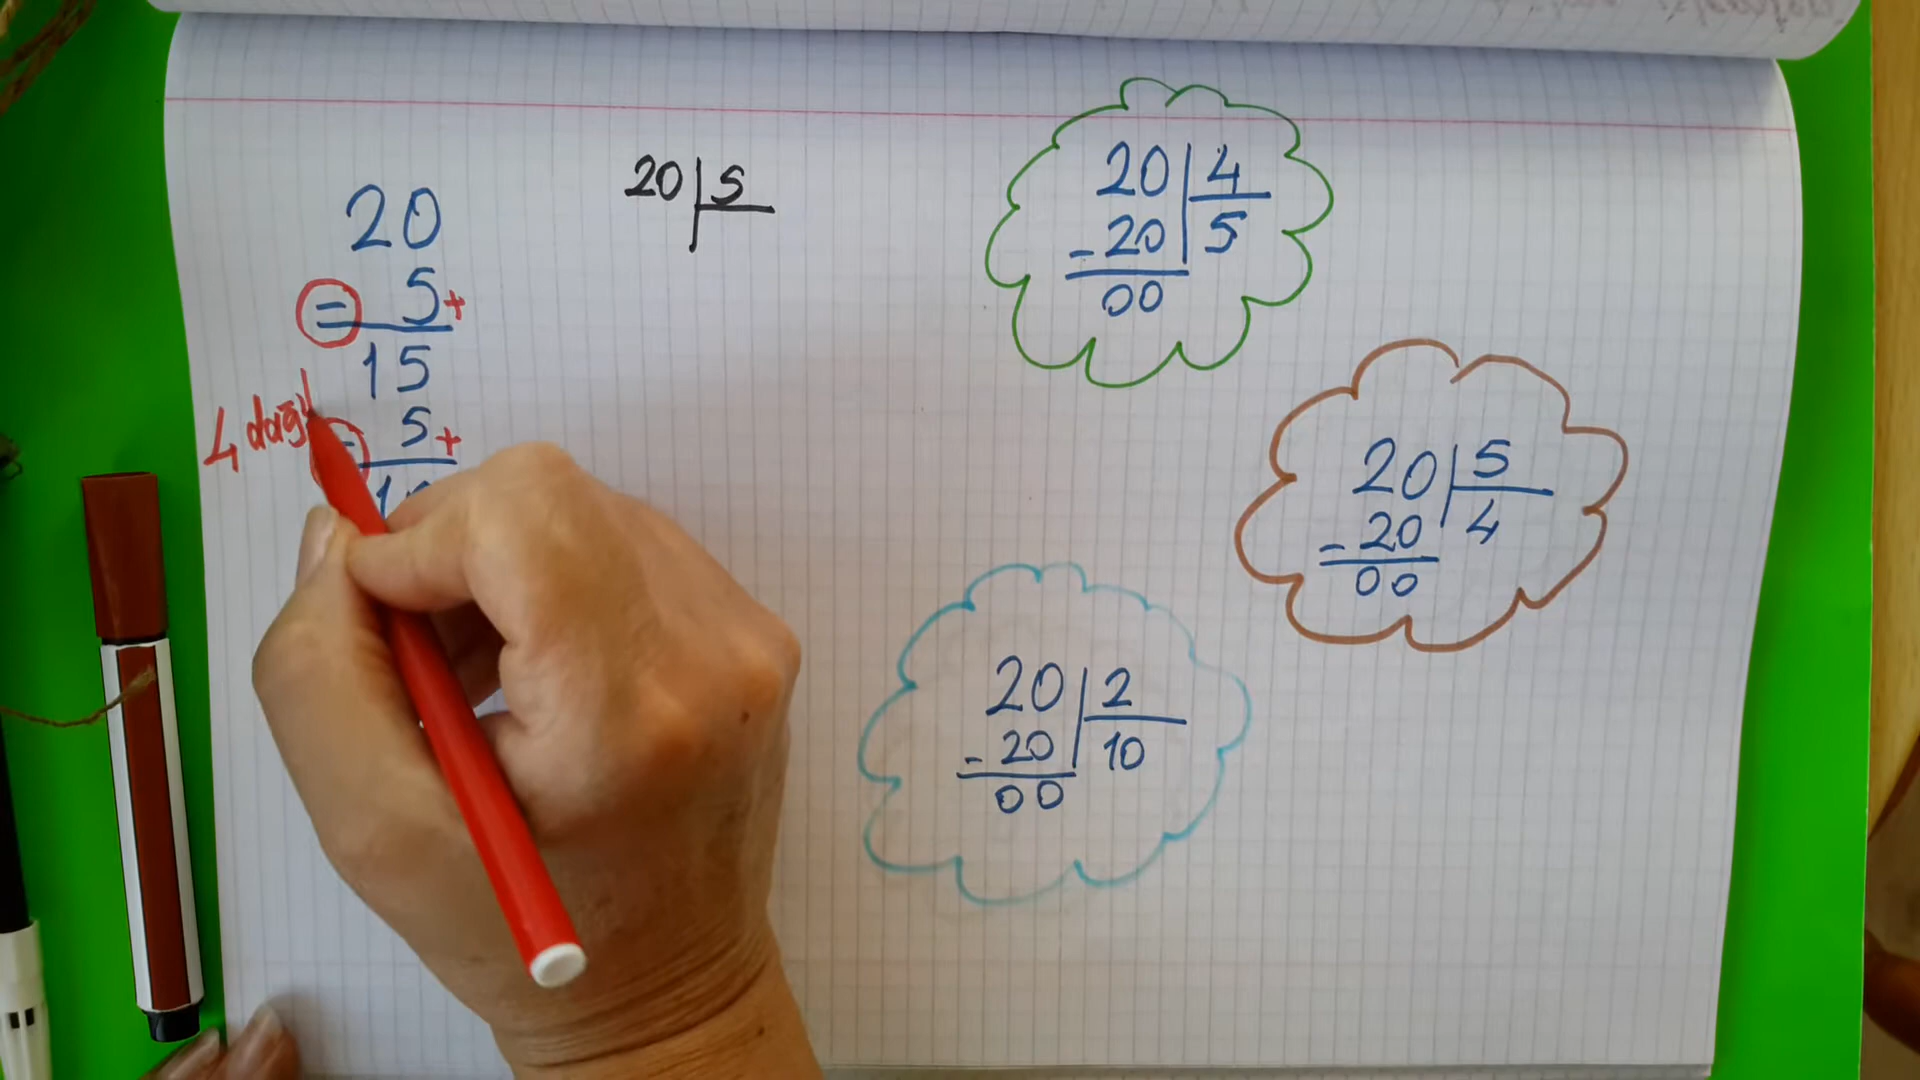 20
= 5+
15
4 dağı
= 5+
10
20 | 5
20 | 4
- 20 | 5
00
20 | 5
- 20 | 4
00
20 | 2
- 20 | 10
00